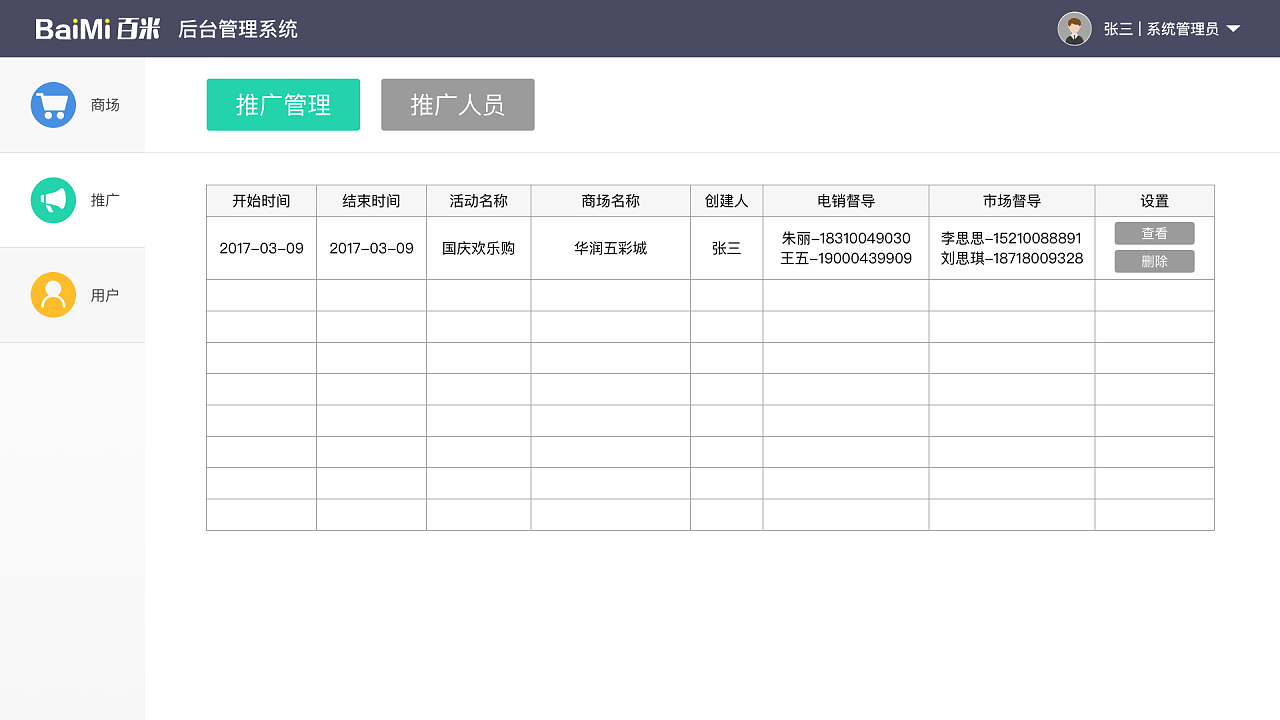 BaiMi 百米 后台管理系统
张三 | 系统管理员
商场
推广
用户
推广管理 推广人员
开始时间 结束时间 活动名称 商场名称 创建人 电销督导 市场督导 设置
2017-03-09 2017-03-09 国庆欢乐购 华润五彩城 张三
朱丽-18310049030
王五-19000439909
李思思-15210088891
刘思琪-18718009328
查看
删除